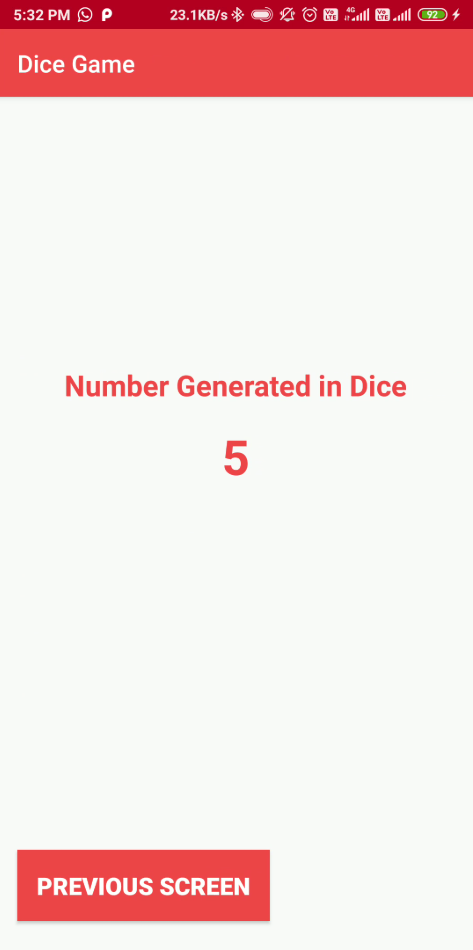 5:32 PM 23.1KB/s Vo LTE 4G Vo LTE 92
Dice Game
Number Generated in Dice
5
PREVIOUS SCREEN